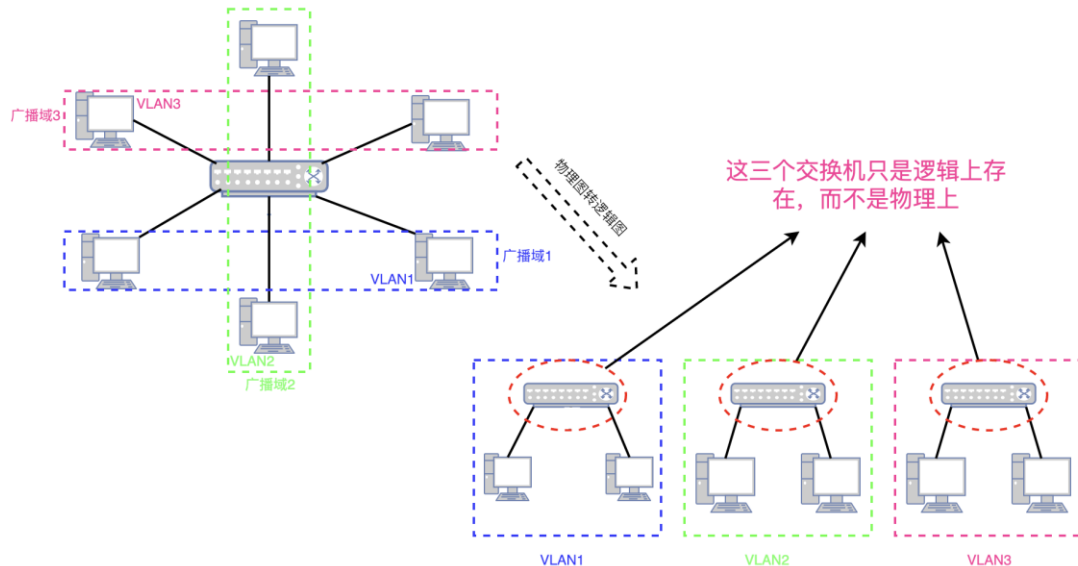 广播域3
VLAN3
VLAN1
广播域1
VLAN2
广播域2
物理图转逻辑图
这三个交换机只是逻辑上存
在，而不是物理上
VLAN1
VLAN2
VLAN3